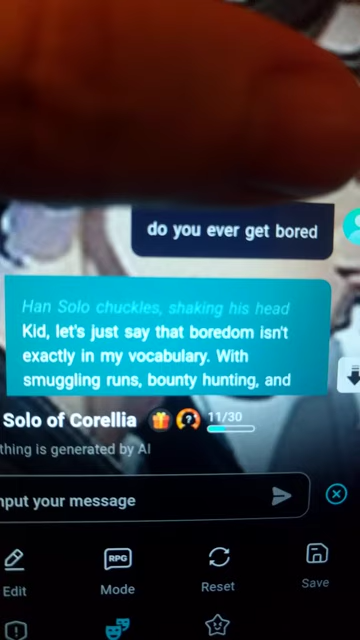 do you ever get bored
Han Solo chuckles, shaking his head
Kid, let's just say that boredom isn't
exactly in my vocabulary. With
smuggling runs, bounty hunting, and
Solo of Corellia ? 11/30
thing is generated by AI
nput your message
RPG
Edit Mode Reset Save